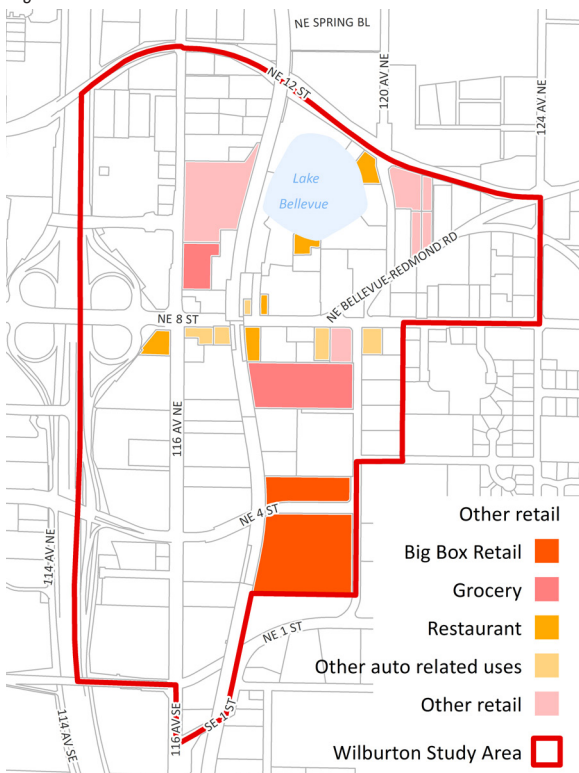 NE SPRING BL
NE 12 ST
120 AV NE
124 AV NE
Lake
Bellevue
NE BELLEVUE-REDMOND RD
NE 8 ST
116 AV NE
NE 4 ST
114 AV NE
NE 1 ST
SE 1 ST
116 AV SE
114 AV SE
Other retail
Big Box Retail
Grocery
Restaurant
Other auto related uses
Other retail
Wilburton Study Area